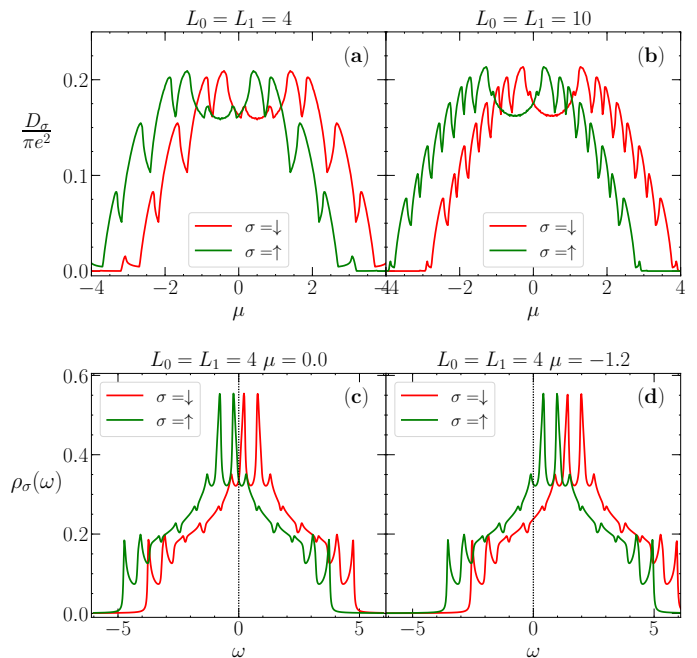 L₀ = L₁ = 4
L₀ = L₁ = 10
(a)
(b)
D_σ/πe²
0.2
0.1
0.0
σ =↓
σ =↑
σ =↓
σ =↑
−4 −2 0 2 −4 −2 0 2 4
μ
μ
L₀ = L₁ = 4 μ = 0.0
L₀ = L₁ = 4 μ = −1.2
0.6
0.4
0.2
0.0
σ =↓
σ =↑
(c)
σ =↓
σ =↑
(d)
ρ_σ(ω)
−5 0 5 −5 0 5
ω
ω